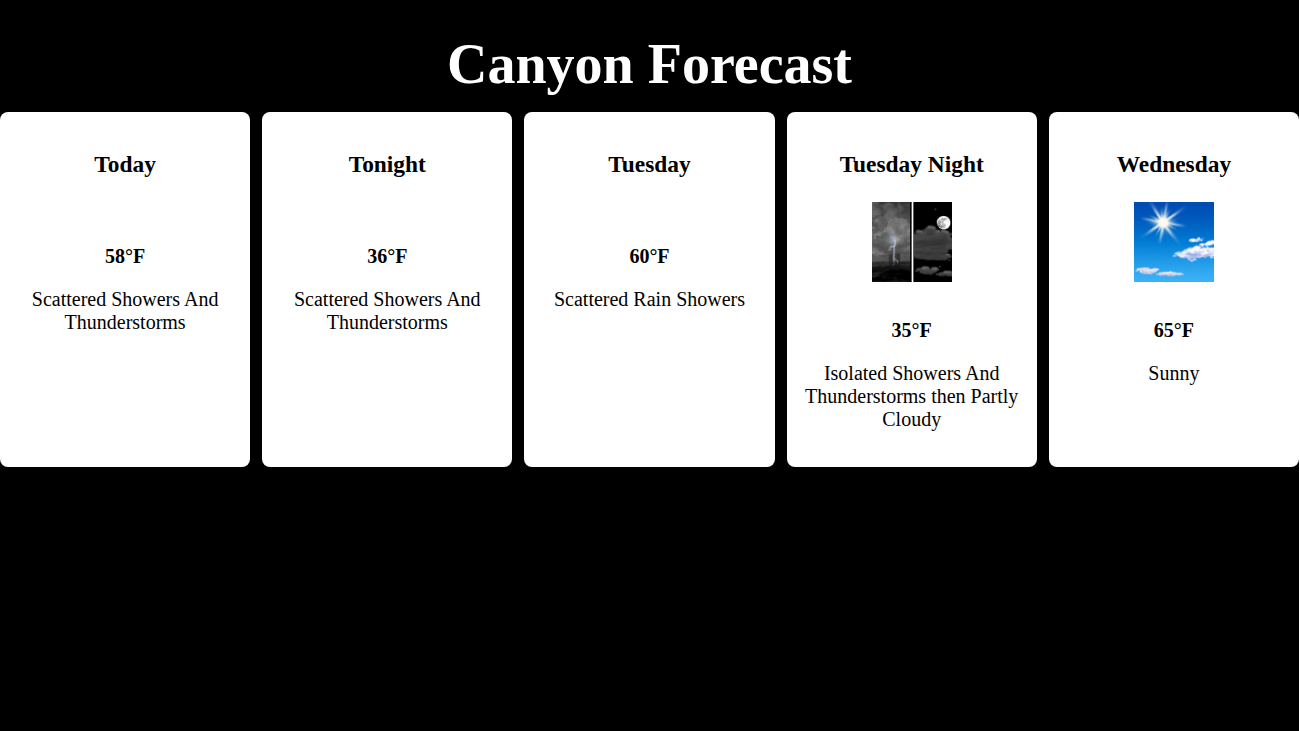 Canyon Forecast
Today
58°F
Scattered Showers And
Thunderstorms
Tonight
36°F
Scattered Showers And
Thunderstorms
Tuesday
60°F
Scattered Rain Showers
Tuesday Night
35°F
Isolated Showers And
Thunderstorms then Partly
Cloudy
Wednesday
65°F
Sunny